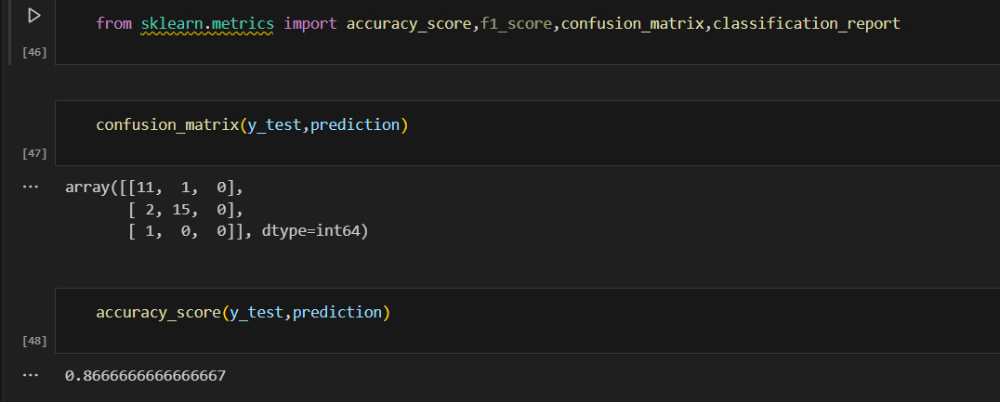 from sklearn.metrics import accuracy_score,f1_score,confusion_matrix,classification_report
[46]
confusion_matrix(y_test,prediction)
[47]
... array([[11,  1,  0],
       [ 2, 15,  0],
       [ 1,  0,  0]], dtype=int64)
accuracy_score(y_test,prediction)
[48]
... 0.8666666666666667